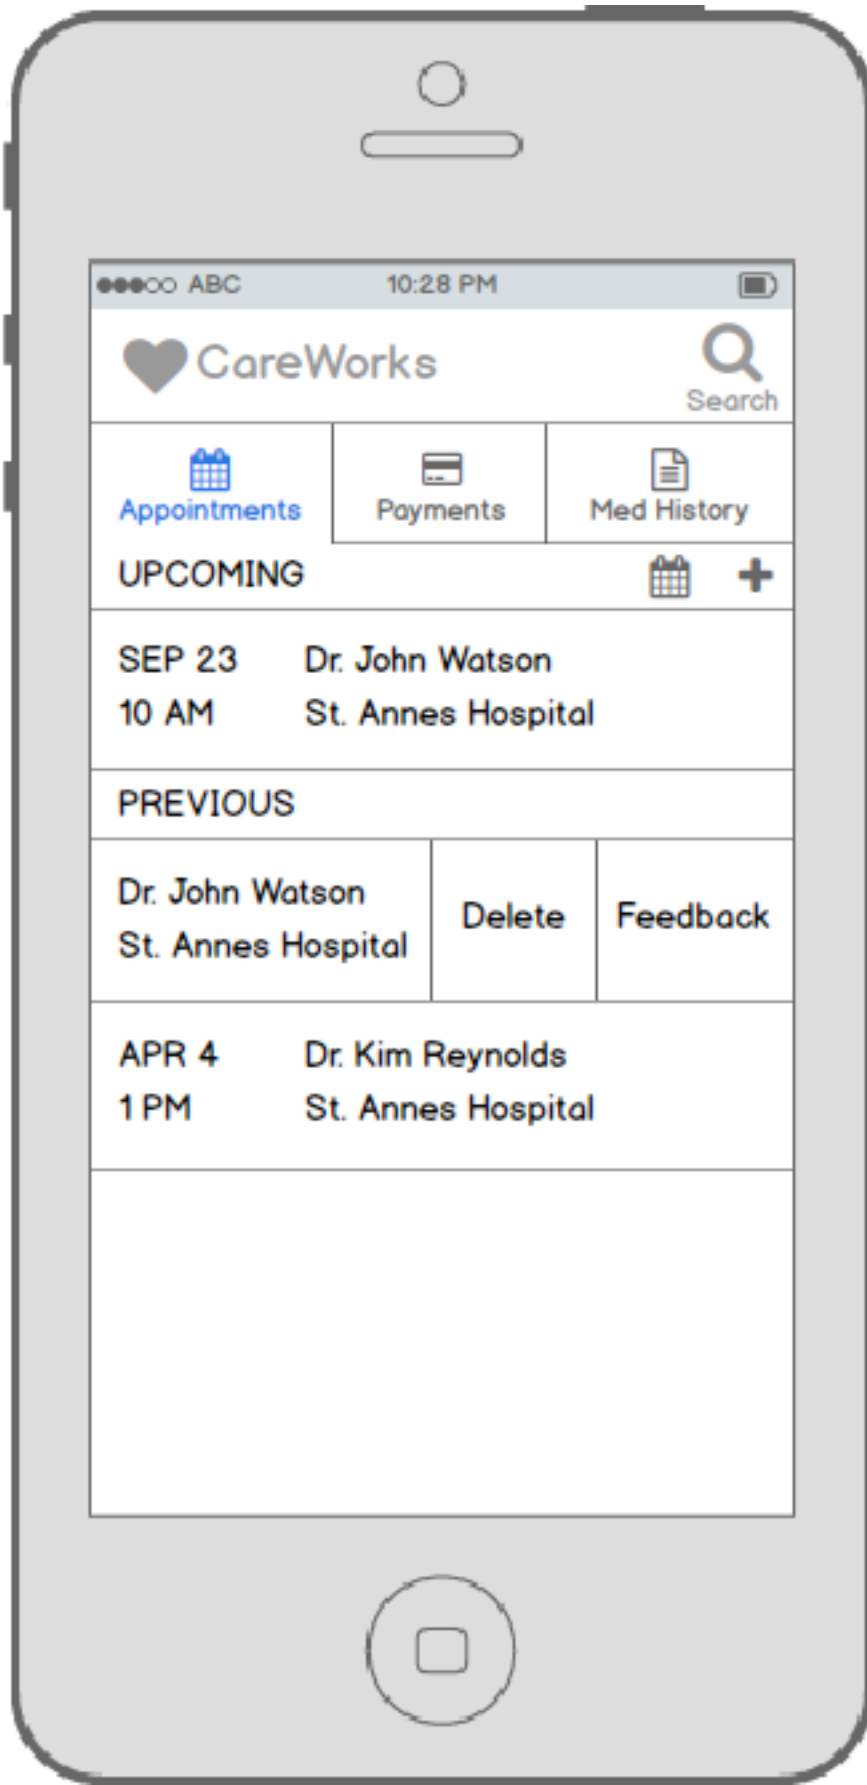 ABC 10:28 PM
CareWorks
Search
Appointments Payments Med History
UPCOMING
SEP 23 Dr. John Watson
10 AM St. Annes Hospital
PREVIOUS
Dr. John Watson
St. Annes Hospital
Delete Feedback
APR 4 Dr. Kim Reynolds
1 PM St. Annes Hospital